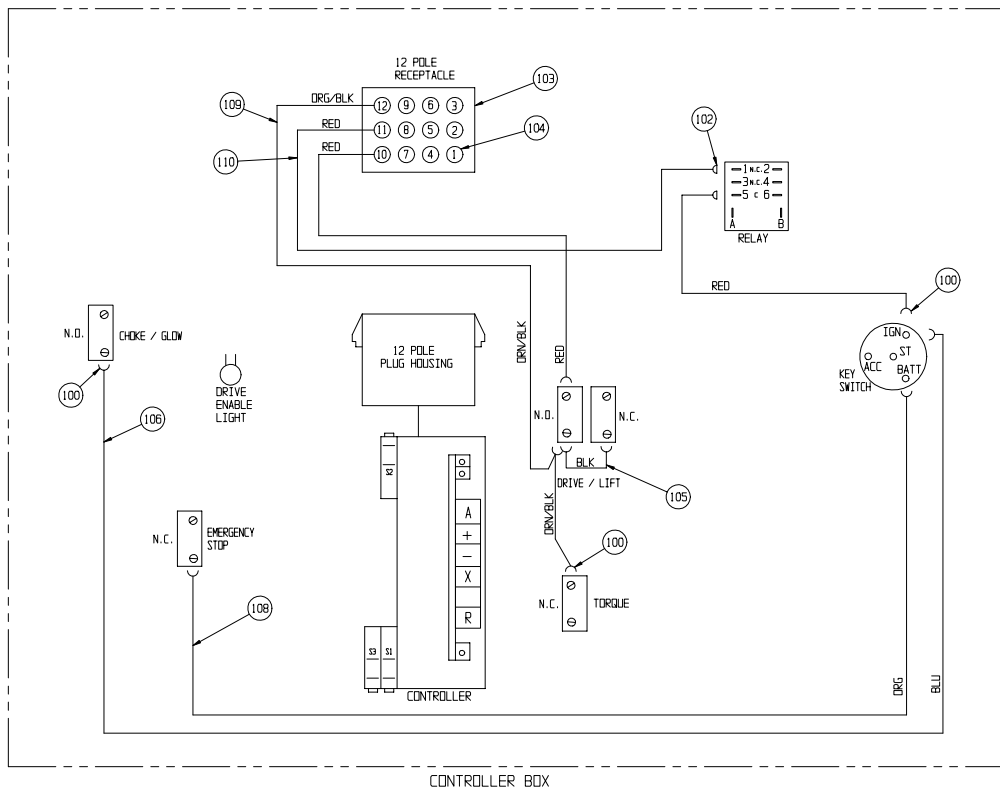 12 POLE
RECEPTACLE
103
109
ORG/BLK
12 9 6 3
RED
11 8 5 2
104
RED
10 7 4 1
110
102
1 N.C. 2
3 N.C. 4
5 C 6
A B
RELAY
RED
100
N.O.
CHOKE / GLOW
100
106
DRIVE
ENABLE
LIGHT
12 POLE
PLUG HOUSING
ORN/BLK
RED
IGN
ST
ACC
BATT
KEY
SWITCH
N.O.
N.C.
BLK
DRIVE / LIFT
105
ORN/BLK
100
N.C.
TORQUE
S2
A
+
–
X
R
S3 S1
CONTROLLER
N.C.
EMERGENCY
STOP
108
ORG
BLU
CONTROLLER BOX